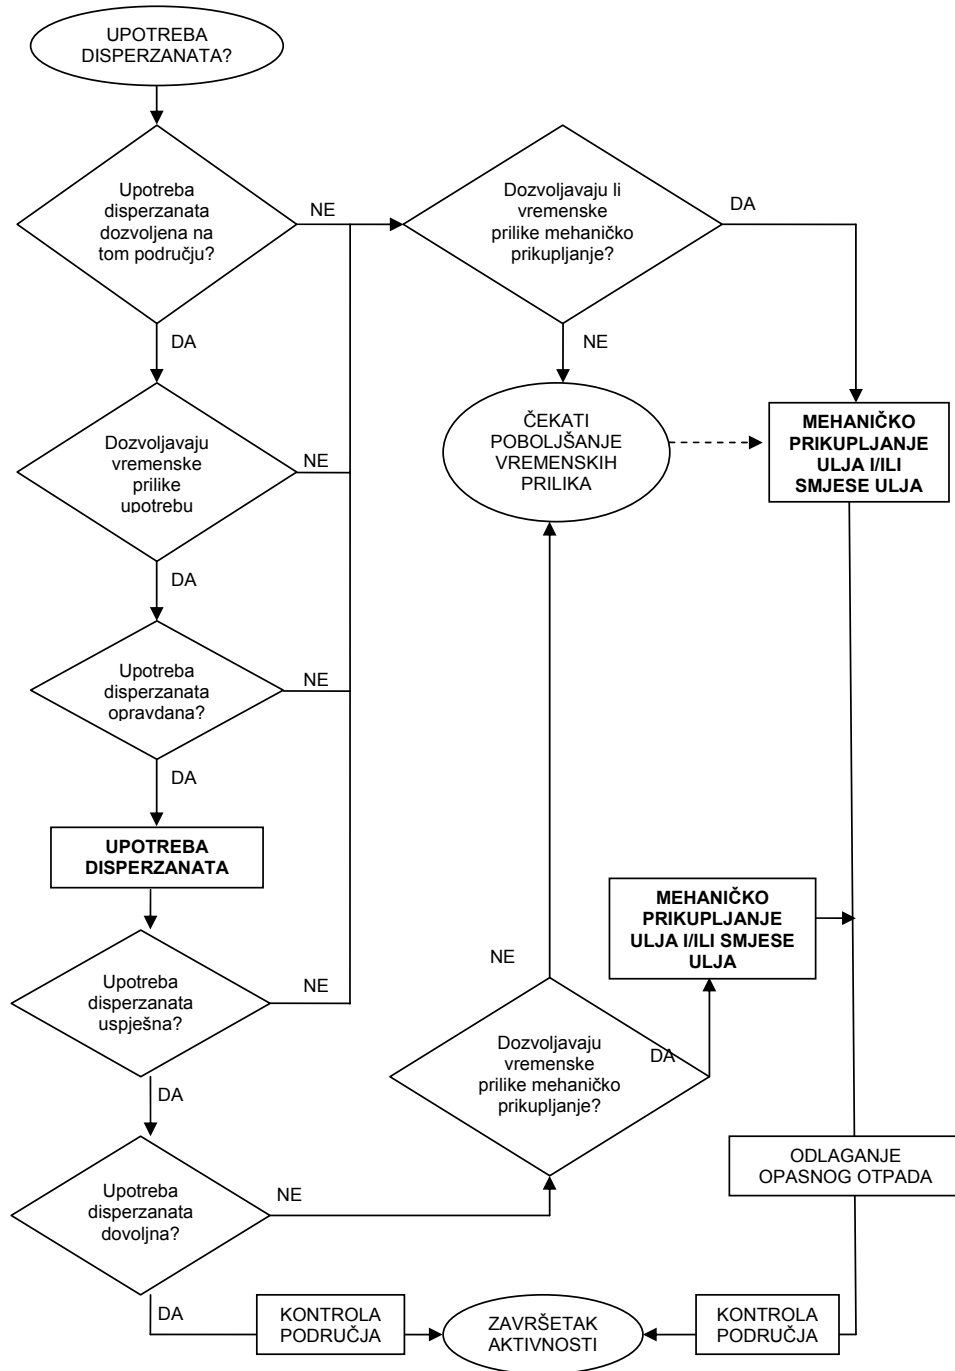 UPOTREBA
DISPERZANATA?
Upotreba
disperzanata
dozvoljena na
tom području?
NE
Dozvoljavaju li
vremenske
prilike mehaničko
prikupljanje?
DA
DA
NE
Dozvoljavaju
vremenske
prilike
upotrebu
NE
ČEKATI
POBOLJŠANJE
VREMENSKIH
PRILIKA
MEHANIČKO
PRIKUPLJANJE
ULJA I/ILI
SMJESE ULJA
DA
Upotreba
disperzanata
opravdana?
NE
DA
UPOTREBA
DISPERZANATA
MEHANIČKO
PRIKUPLJANJE
ULJA I/ILI SMJESE
ULJA
Upotreba
disperzanata
uspješna?
NE
NE
Dozvoljavaju
vremenske
prilike mehaničko
prikupljanje?
DA
DA
Upotreba
disperzanata
dovoljna?
NE
ODLAGANJE
OPASNOG OTPADA
DA
KONTROLA
PODRUČJA
ZAVRŠETAK
AKTIVNOSTI
KONTROLA
PODRUČJA